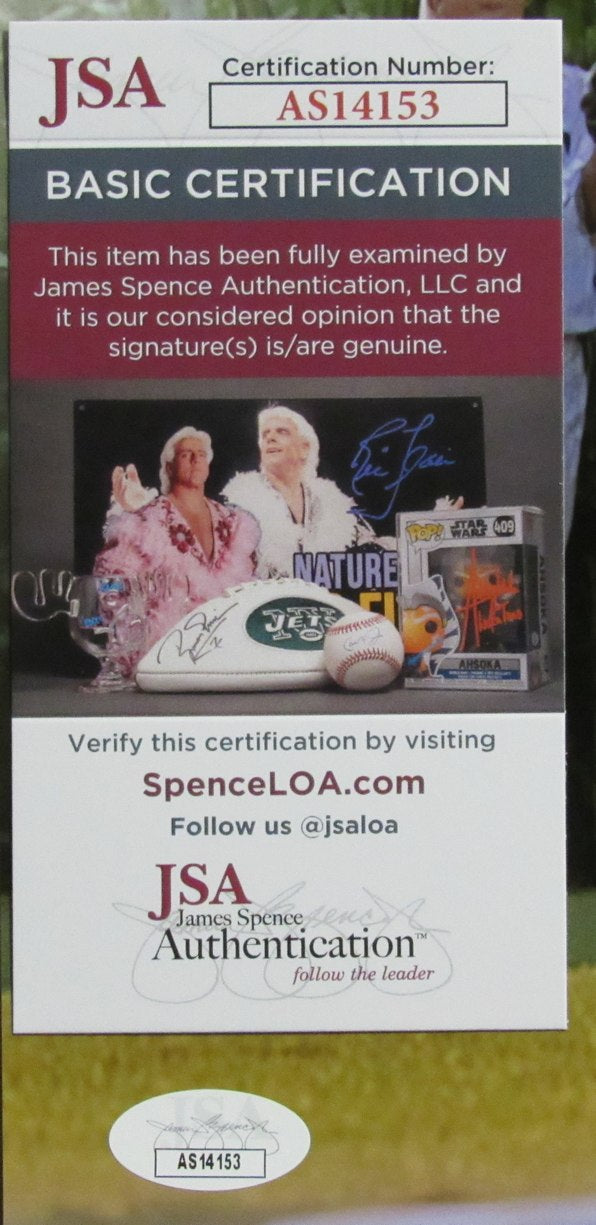 JSA
Certification Number:
AS14153
BASIC CERTIFICATION
This item has been fully examined by
James Spence Authentication, LLC and
it is our considered opinion that the
signature(s) is/are genuine.
NATURE
POP!
STAR
WARS
409
JETS
AHSOKA
Verify this certification by visiting
SpenceLOA.com
Follow us @jsaloa
JSA
James Spence
Authentication™
follow the leader
JSA
AS14153